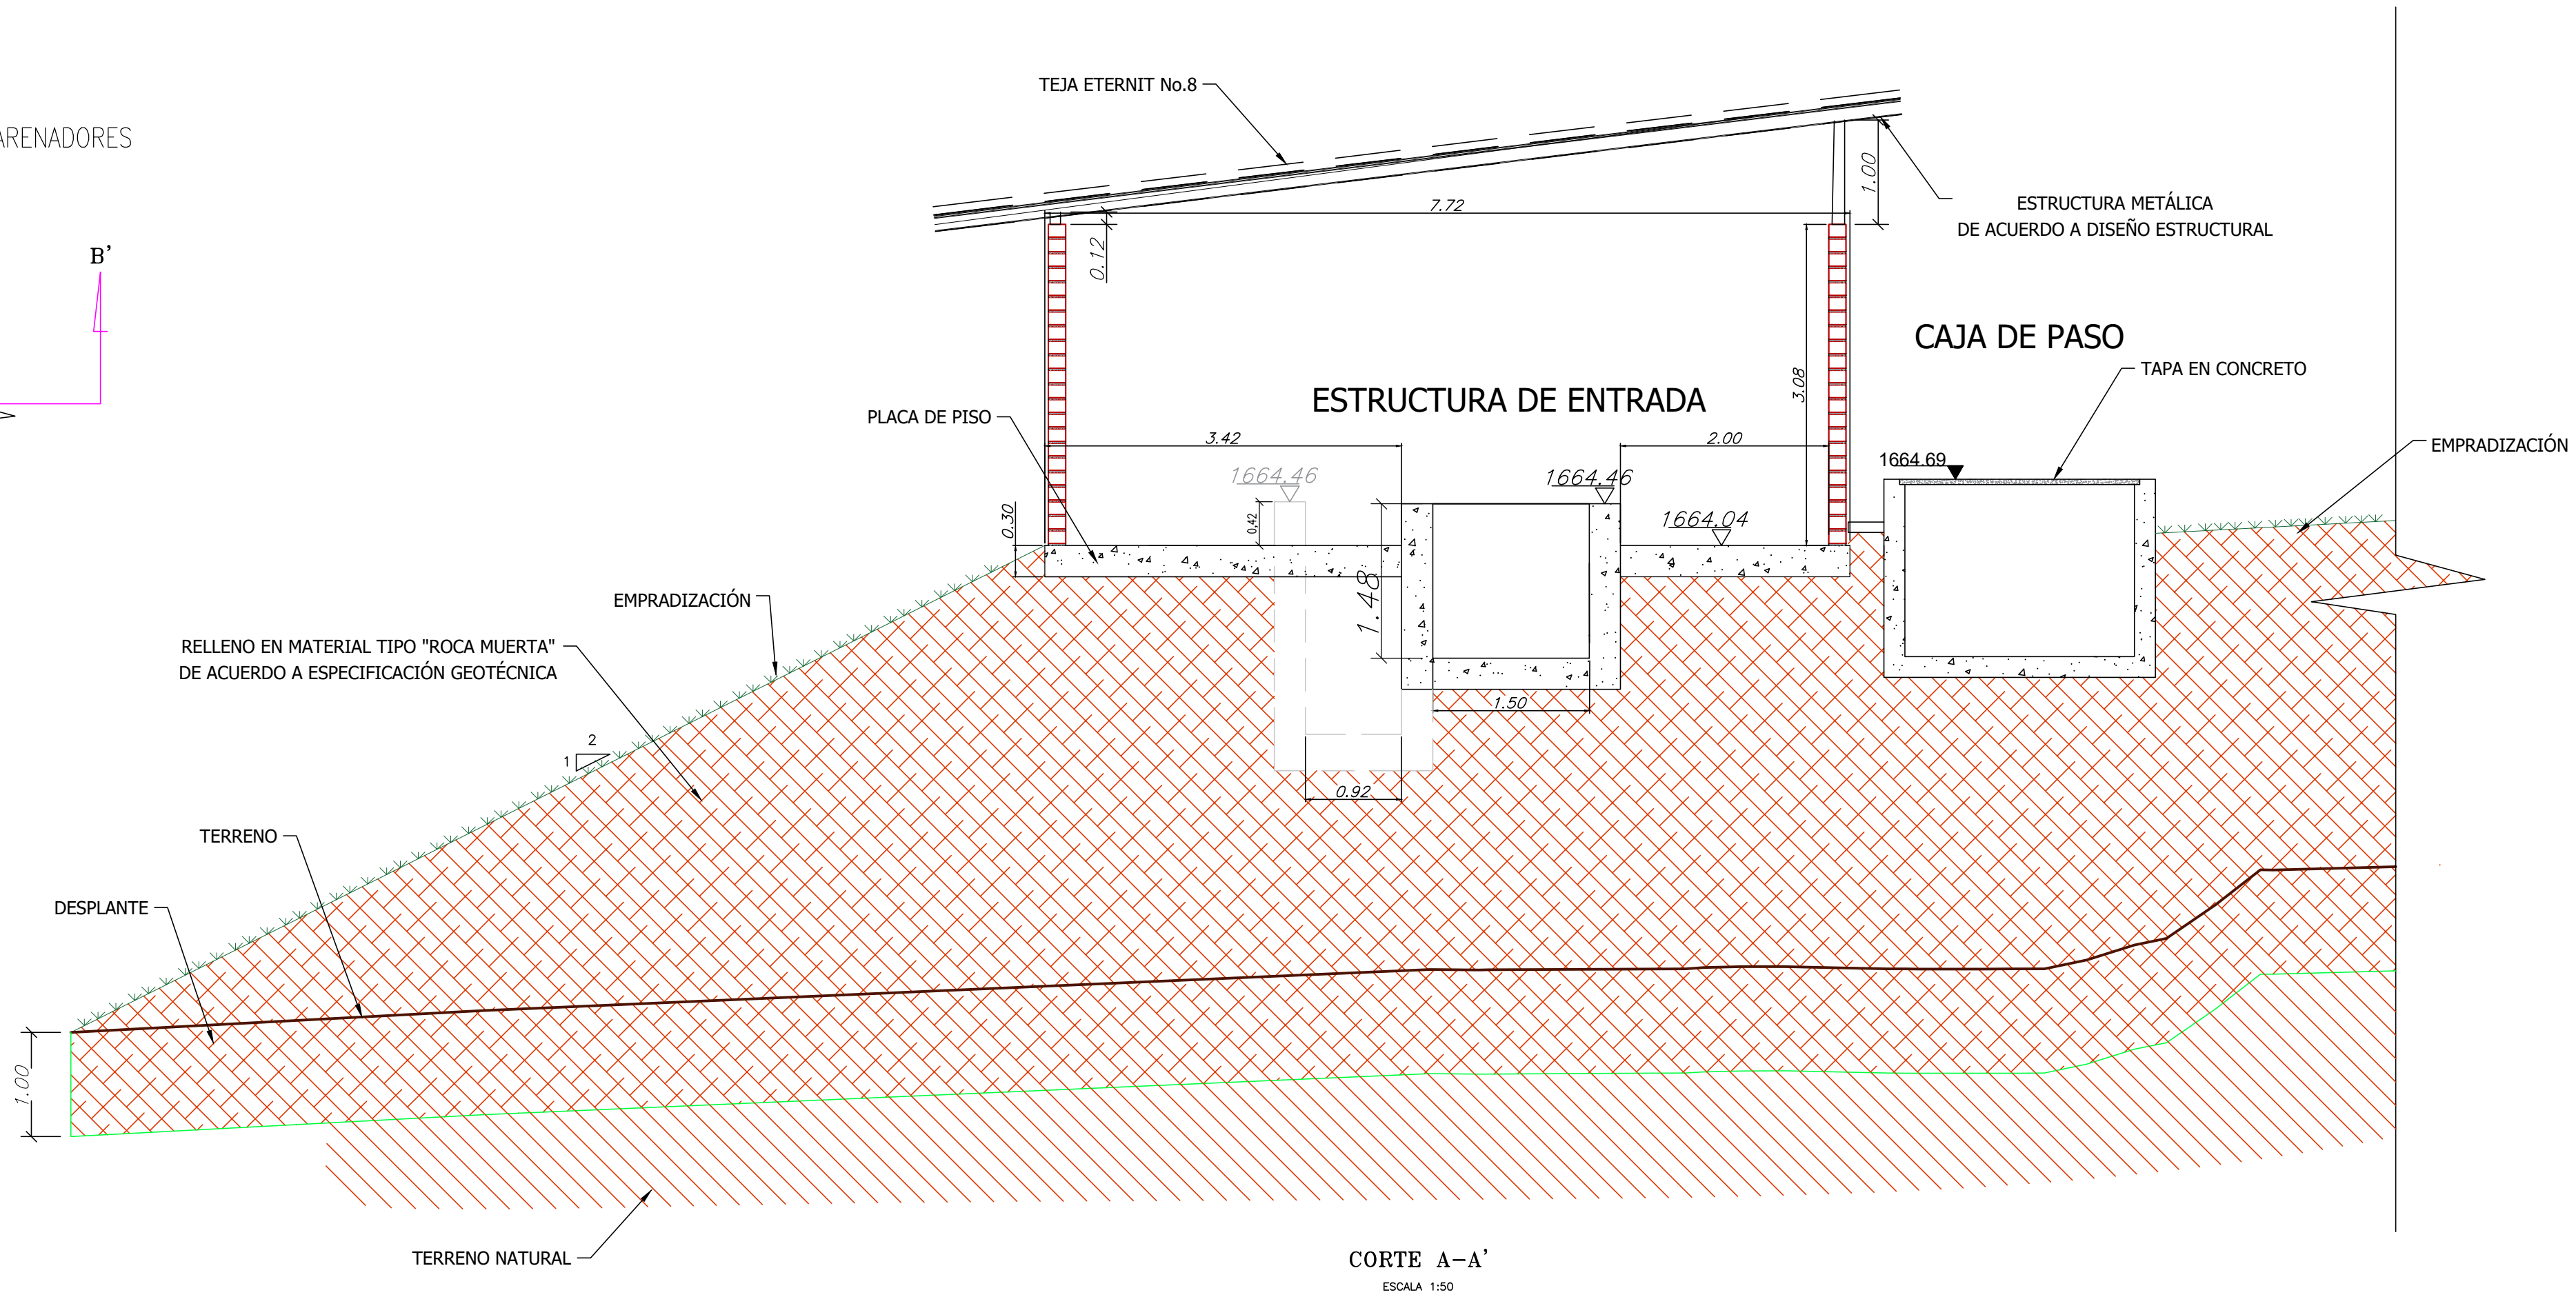 TEJA ETERNIT No.8
ARENADORES
1.00
7.72
ESTRUCTURA METÁLICA
DE ACUERDO A DISEÑO ESTRUCTURAL
B'
0.12
CAJA DE PASO
TAPA EN CONCRETO
3.08
ESTRUCTURA DE ENTRADA
PLACA DE PISO
3.42
2.00
EMPRADIZACIÓN
1664.69
1664.46
1664.46
0.30
0.42
1664.04
1.48
EMPRADIZACIÓN
RELLENO EN MATERIAL TIPO "ROCA MUERTA"
DE ACUERDO A ESPECIFICACIÓN GEOTÉCNICA
1.50
2
1
0.92
TERRENO
DESPLANTE
1.00
TERRENO NATURAL
CORTE A-A'
ESCALA 1:50